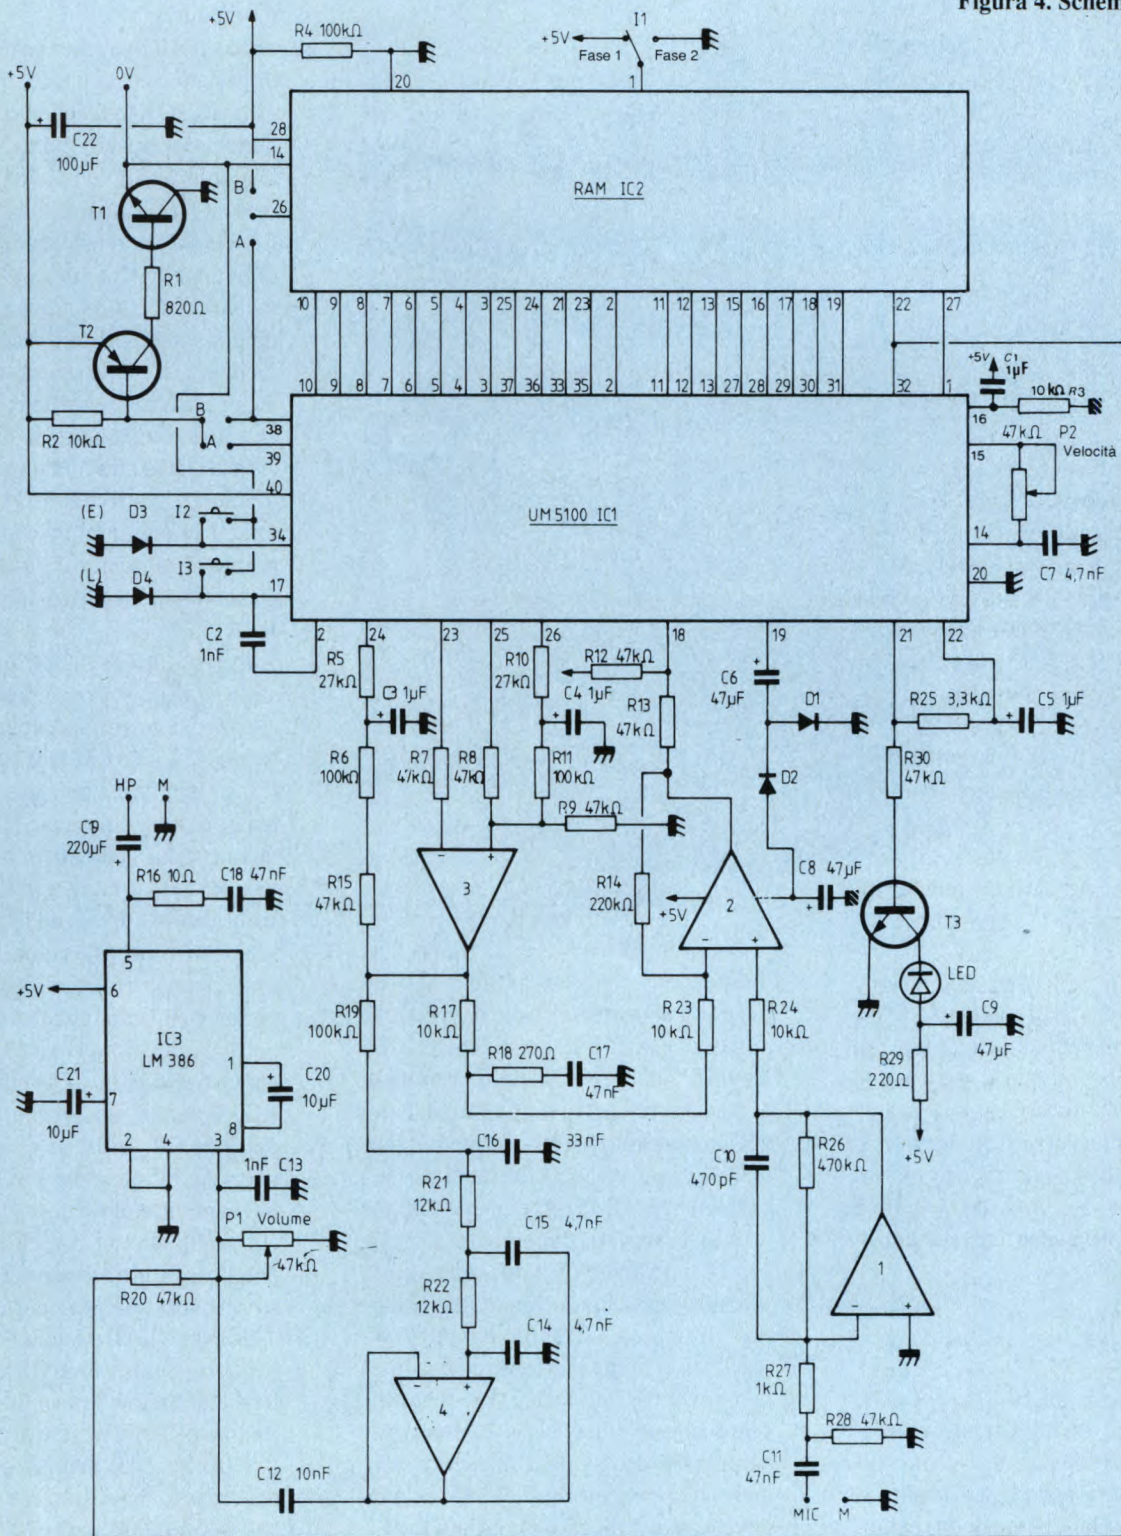 Figura 4. Schem
+5V
R4 100kΩ
I1
+5V
Fase 1
Fase 2
+5V
0V
20
1
C22
100µF
28
14
B
26
A
RAM IC2
T1
R1
820Ω
T2
10 9 8 7 6 5 4 3 25 24 21 23 2 11 12 13 15 16 17 18 19 22 27
+5V
C1
1µF
10 9 8 7 6 5 4 3 37 36 33 35 2 11 12 13 27 28 29 30 31 32 1
10kΩ R3
16
R2 10kΩ
B
A
38
39
40
47kΩ P2
Velocità
15
UM5100 IC1
(E) D3 I2
34
14
C7 4,7nF
(L) D4 I3
17
20
C2
1nF
2 24 23 25 26 18 19 21 22
R5
27kΩ
R10
27kΩ
R12 47kΩ
C6
47µF
D1
R25 3,3kΩ
C5 1µF
C3 1µF
C4 1µF
R13
47kΩ
R6
100kΩ
R7
47kΩ
R8
47kΩ
R11
100kΩ
D2
R30
47kΩ
HP M
R9 47kΩ
C19
220µF
R16 10Ω
C18 47nF
R15
47kΩ
- +
3
R14
220kΩ
+5V
2
- +
C8 47µF
T3
LED
5
+5V
6
IC3
LM 386
1
R19
100kΩ
R17
10kΩ
R23
10kΩ
R24
10kΩ
C9
47µF
R18 270Ω
C17
47nF
R29
220Ω
C21
10µF
7
C20
10µF
8
+5V
2 4 3
C16
33nF
C10
470pF
R26
470kΩ
1nF C13
R21
12kΩ
P1 Volume
47kΩ
C15 4,7nF
R20 47kΩ
R22
12kΩ
C14
4,7nF
1
- +
R27
1kΩ
- +
4
R28 47kΩ
C12 10nF
C11
47nF
MIC M